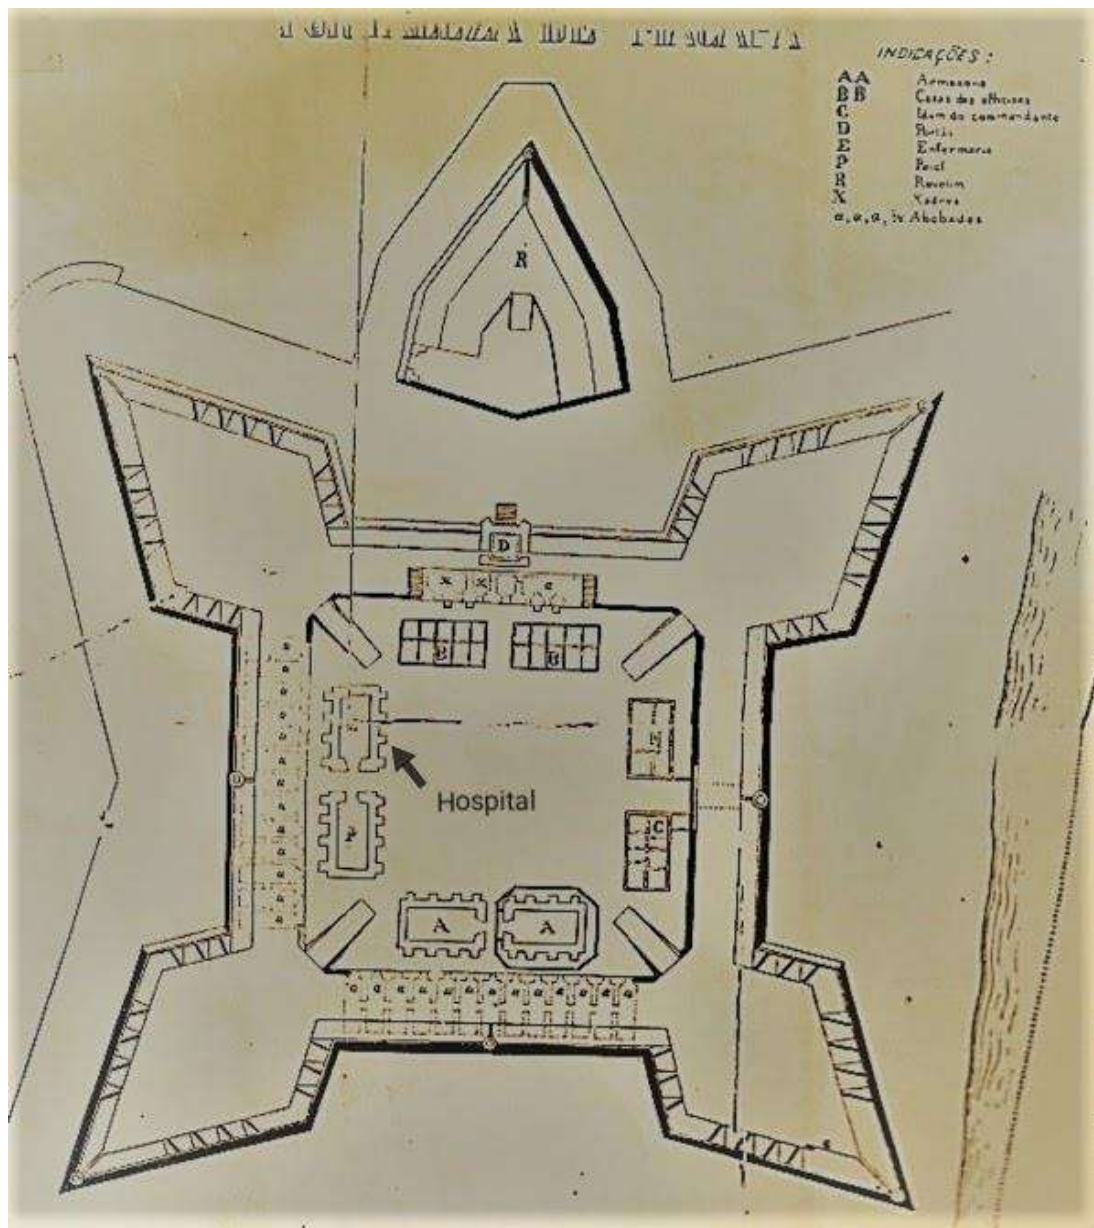 INDICAÇÕES :
AA Armazens
BB Casas dos officiaes
C Idem do commandante
D Portão
E Enfermaria
P Paiol
R Revelim
X Xadrez
a, a, a, Abobadas
R
D
X X a
B B
E
Hospital
P C
A A
a a a a a a a a a a a a